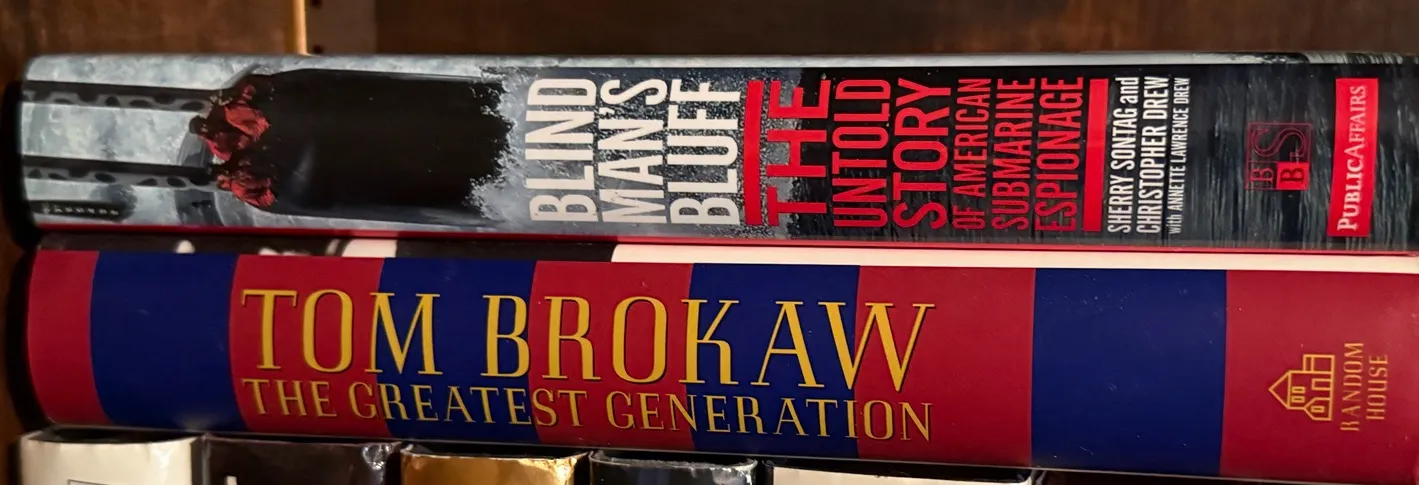 BLIND
MAN'S
BLUFF
THE
UNTOLD
STORY
OF AMERICAN
SUBMARINE
ESPIONAGE
SHERRY SONTAG and
CHRISTOPHER DREW
with ANNETTE LAWRENCE DREW
BS
B
PUBLICAFFAIRS
TOM BROKAW
THE GREATEST GENERATION
RANDOM
HOUSE